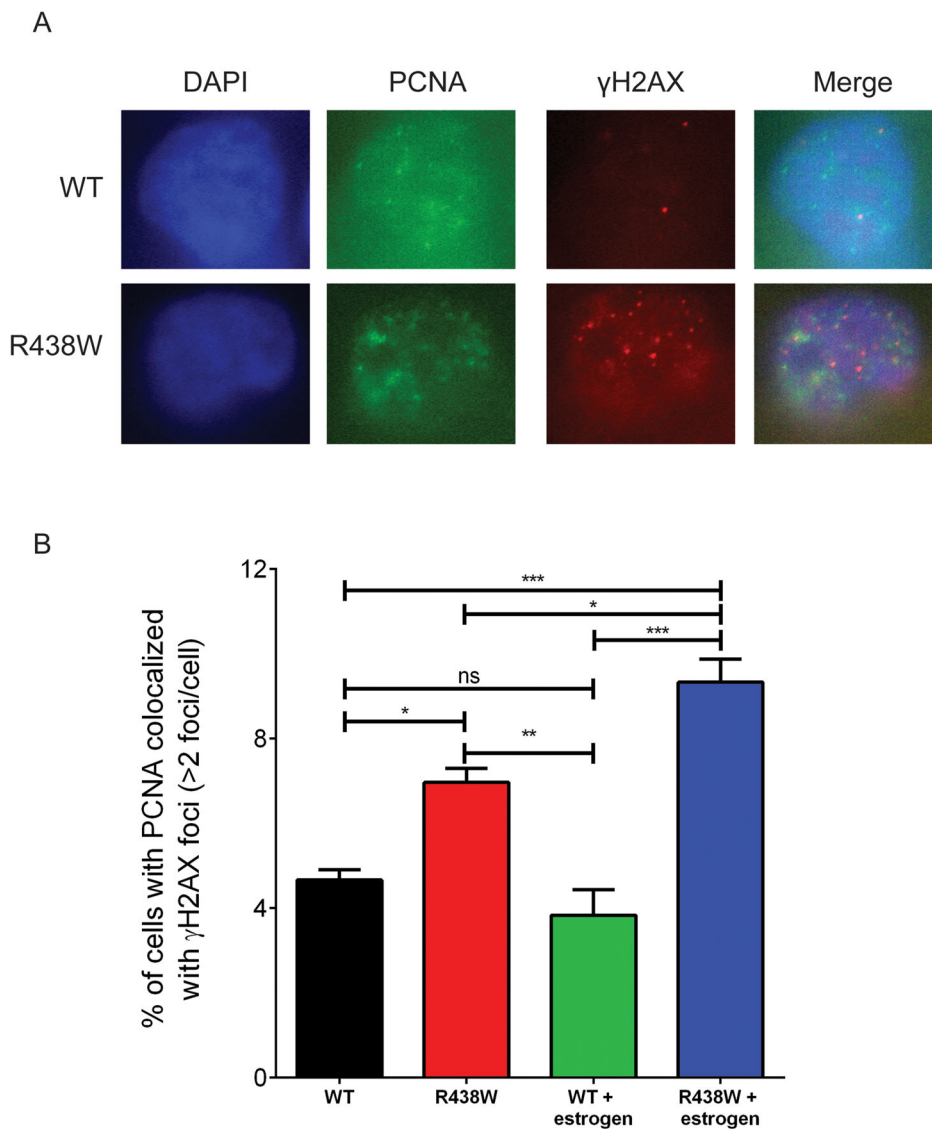 A
DAPI PCNA γH2AX Merge
WT
R438W
B
% of cells with PCNA colocalized
with γH2AX foci (>2 foci/cell)
12
8
4
0
***
*
***
ns
*
**
WT R438W WT + estrogen R438W + estrogen